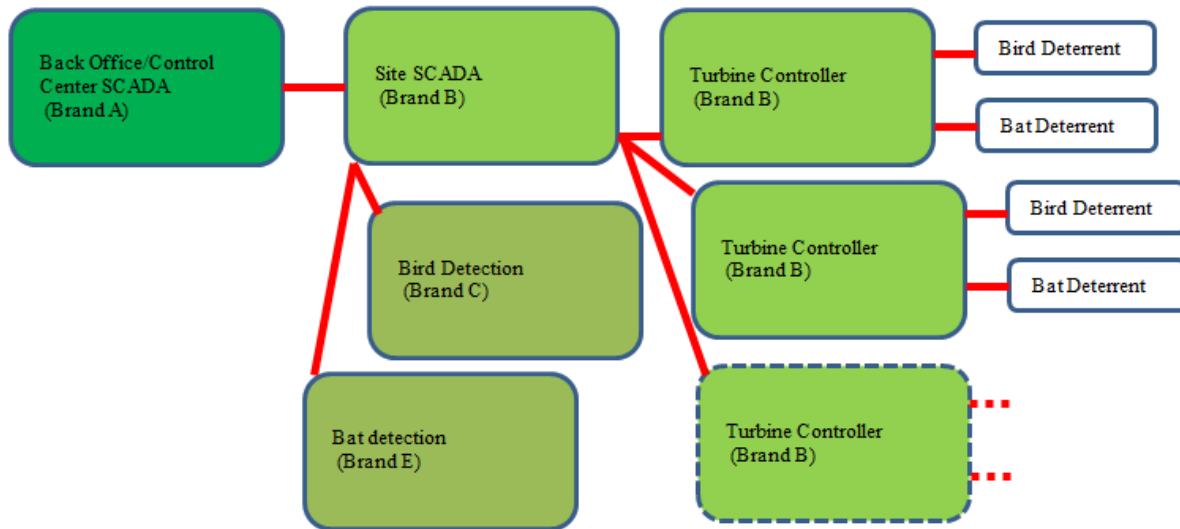 Back Office/Control
Center SCADA
(Brand A)
Site SCADA
(Brand B)
Turbine Controller
(Brand B)
Bird Deterrent
Bat Deterrent
Bird Detection
(Brand C)
Turbine Controller
(Brand B)
Bird Deterrent
Bat Deterrent
Bat detection
(Brand E)
Turbine Controller
(Brand B)